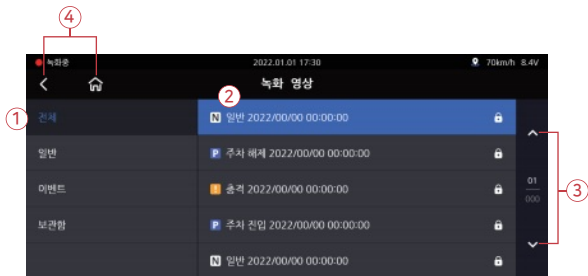 ④
녹화중 2022.01.01 17:30 70km/h 8.4V
녹화 영상
① 전체
② N 일반 2022/00/00 00:00:00
일반
P 주차 해제 2022/00/00 00:00:00
이벤트
! 충격 2022/00/00 00:00:00
01
000
③
보관함
P 주차 진입 2022/00/00 00:00:00
N 일반 2022/00/00 00:00:00